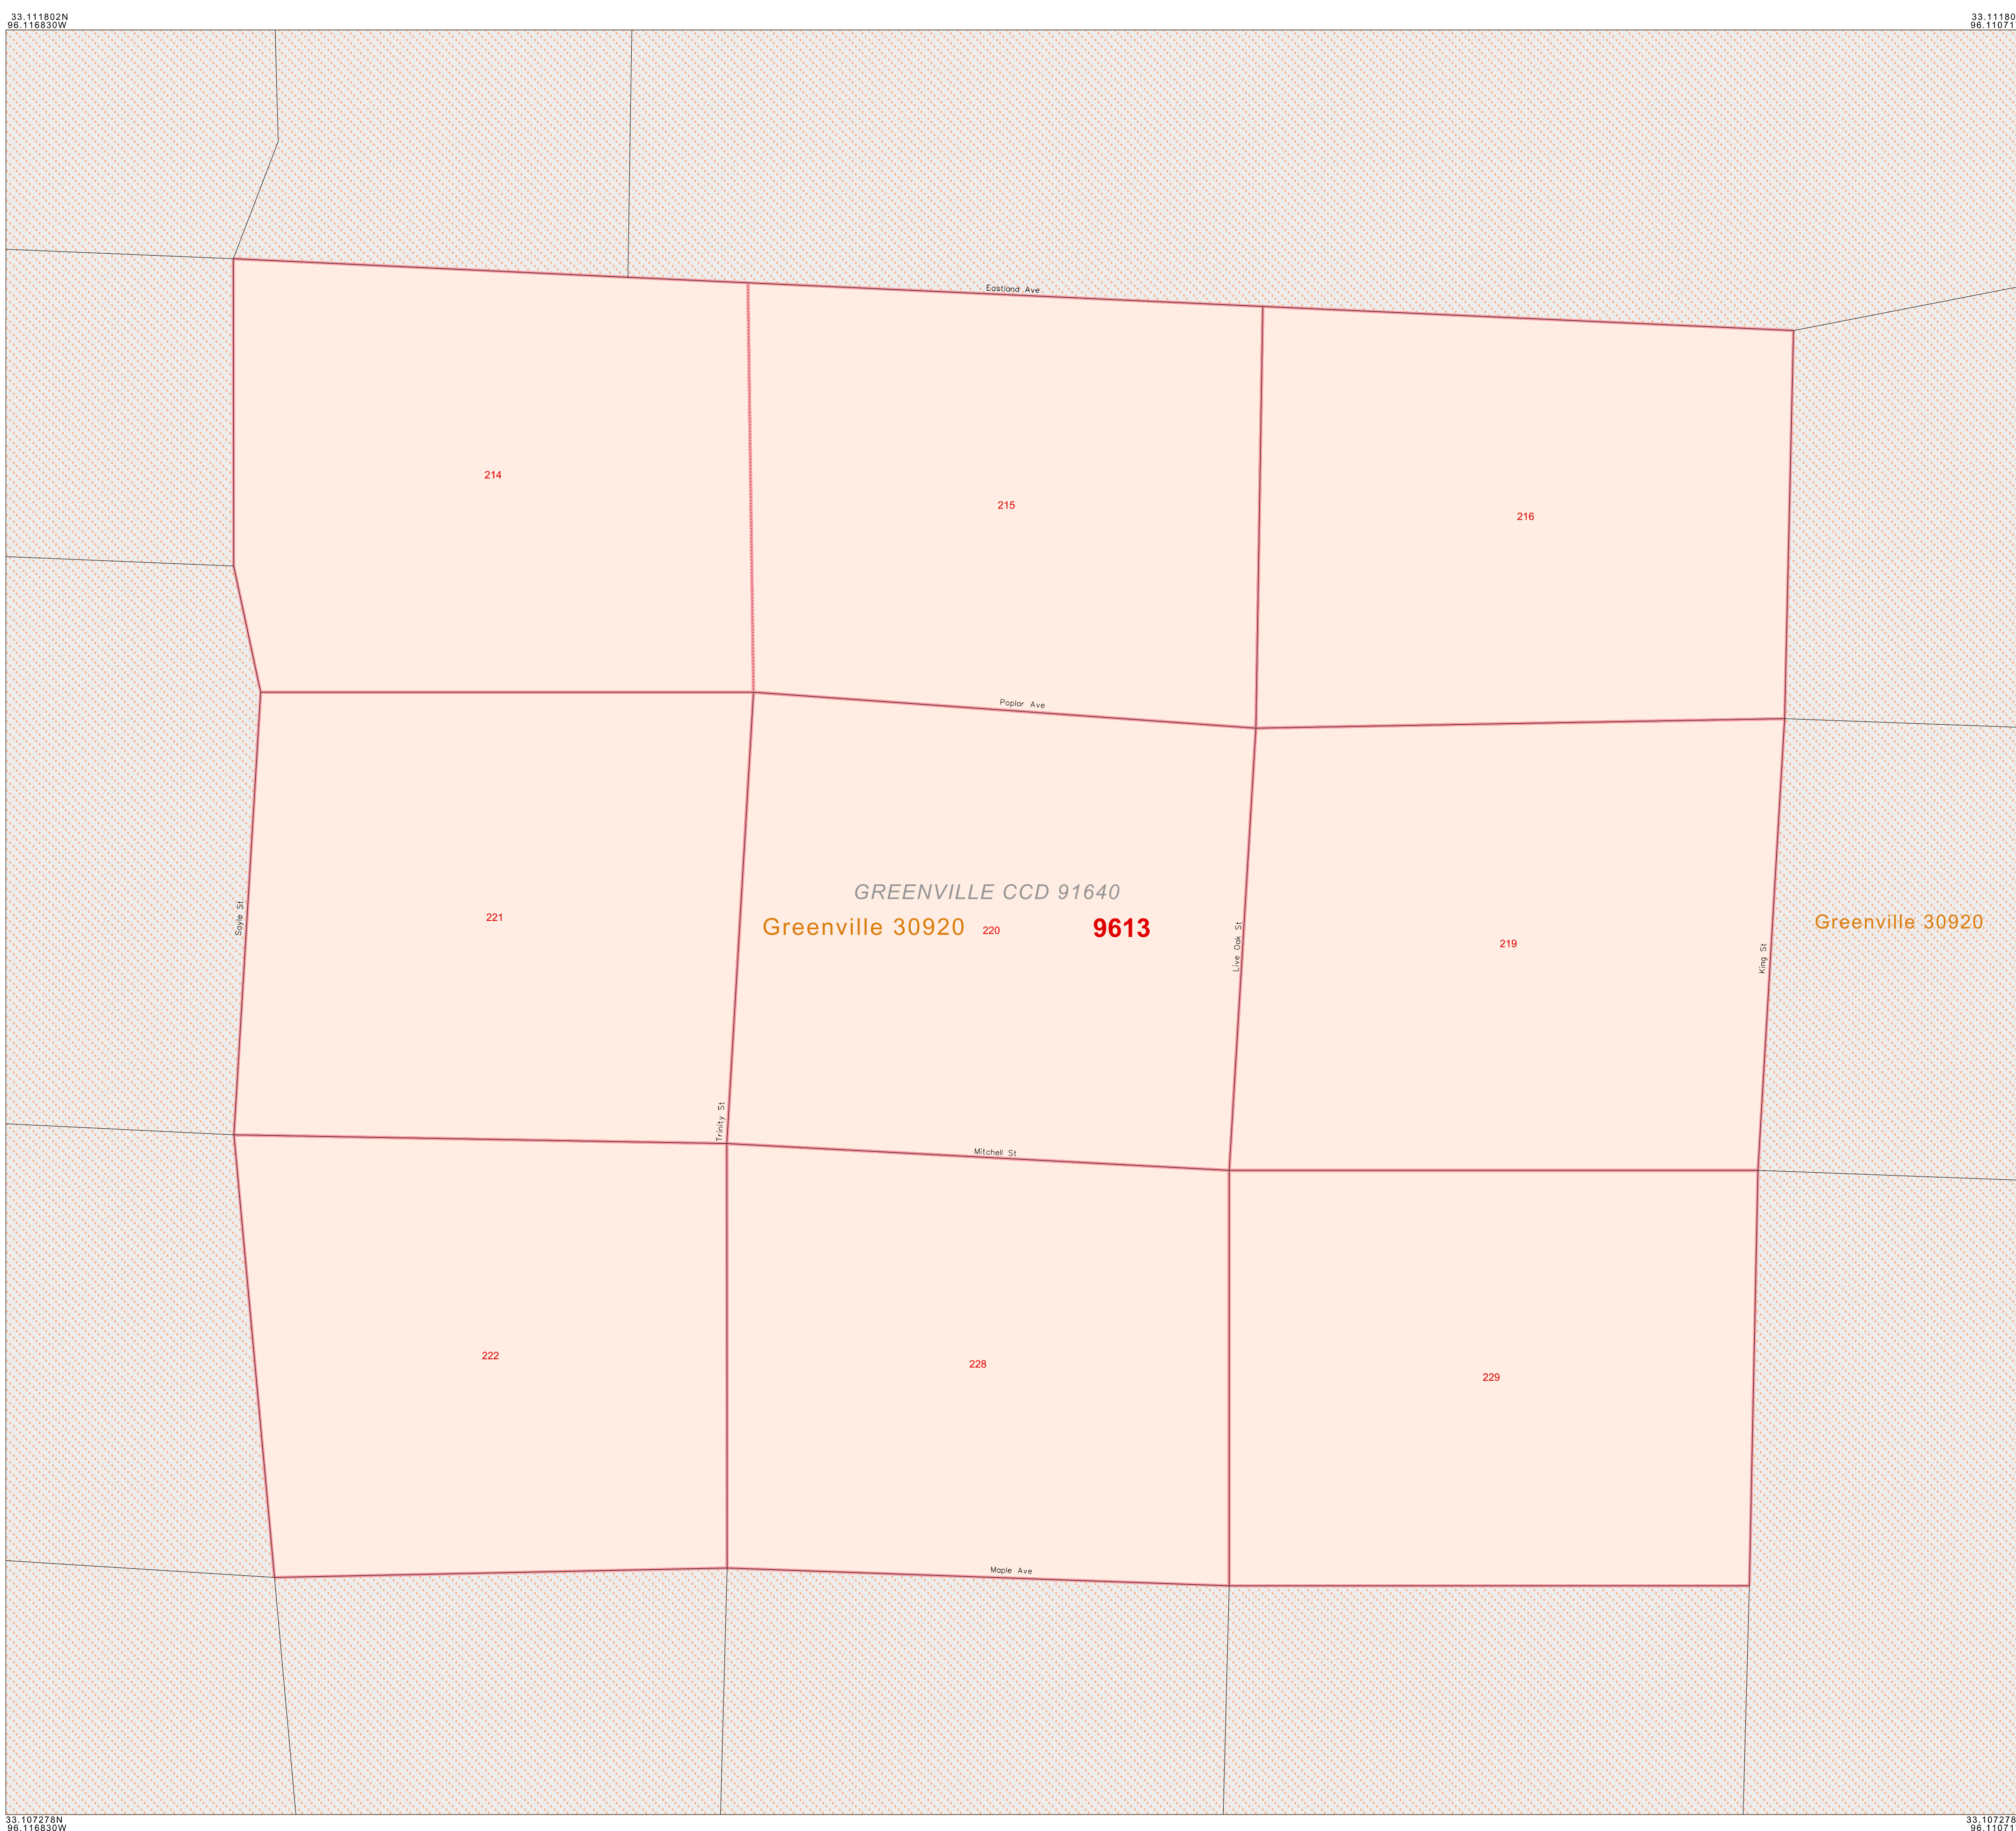 33.111802N
96.116830W
33.11180
96.11071
Eastland Ave
214
215
216
Poplar Ave
GREENVILLE CCD 91640
Greenville 30920
220
9613
221
219
Greenville 30920
Sayle St
Live Oak St
King St
Trinity St
Mitchell St
222
228
229
Maple Ave
33.107278N
96.116830W
33.107278
96.11071